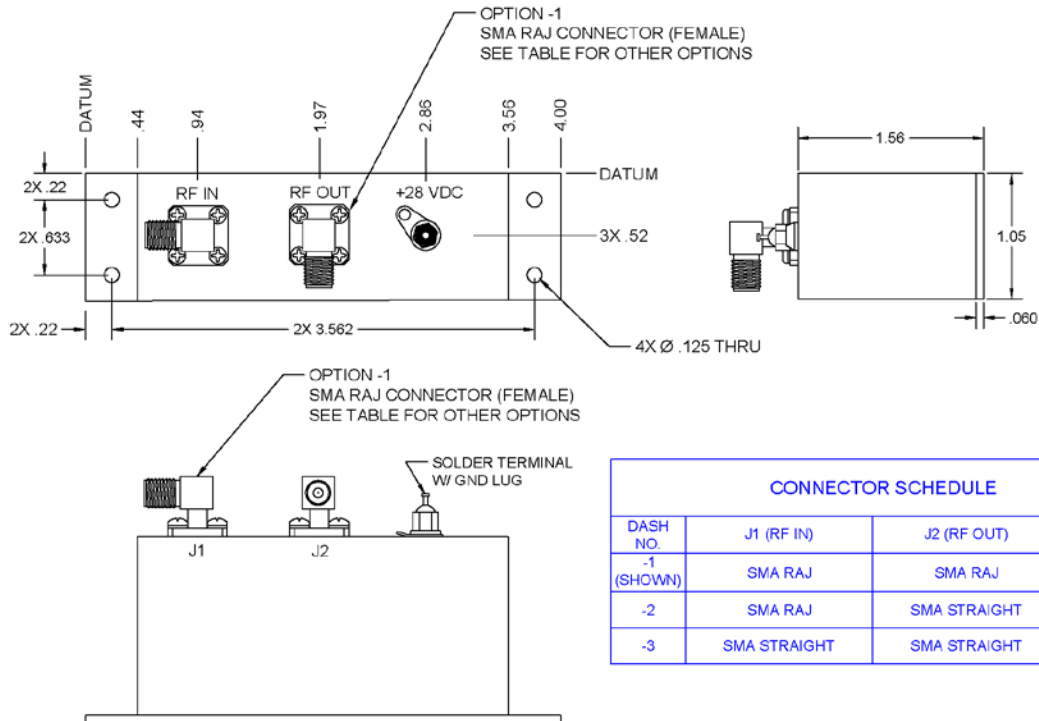 OPTION -1
SMA RAJ CONNECTOR (FEMALE)
SEE TABLE FOR OTHER OPTIONS
DATUM
.44
.94
1.97
2.86
3.56
4.00
DATUM
2X .22
RF IN
RF OUT
+28 VDC
2X .633
3X .52
2X .22
2X 3.562
4X Ø .125 THRU
1.56
1.05
.060
OPTION -1
SMA RAJ CONNECTOR (FEMALE)
SEE TABLE FOR OTHER OPTIONS
SOLDER TERMINAL
W/ GND LUG
J1
J2
CONNECTOR SCHEDULE
DASH NO. J1 (RF IN) J2 (RF OUT)
-1 (SHOWN) SMA RAJ SMA RAJ
-2 SMA RAJ SMA STRAIGHT
-3 SMA STRAIGHT SMA STRAIGHT